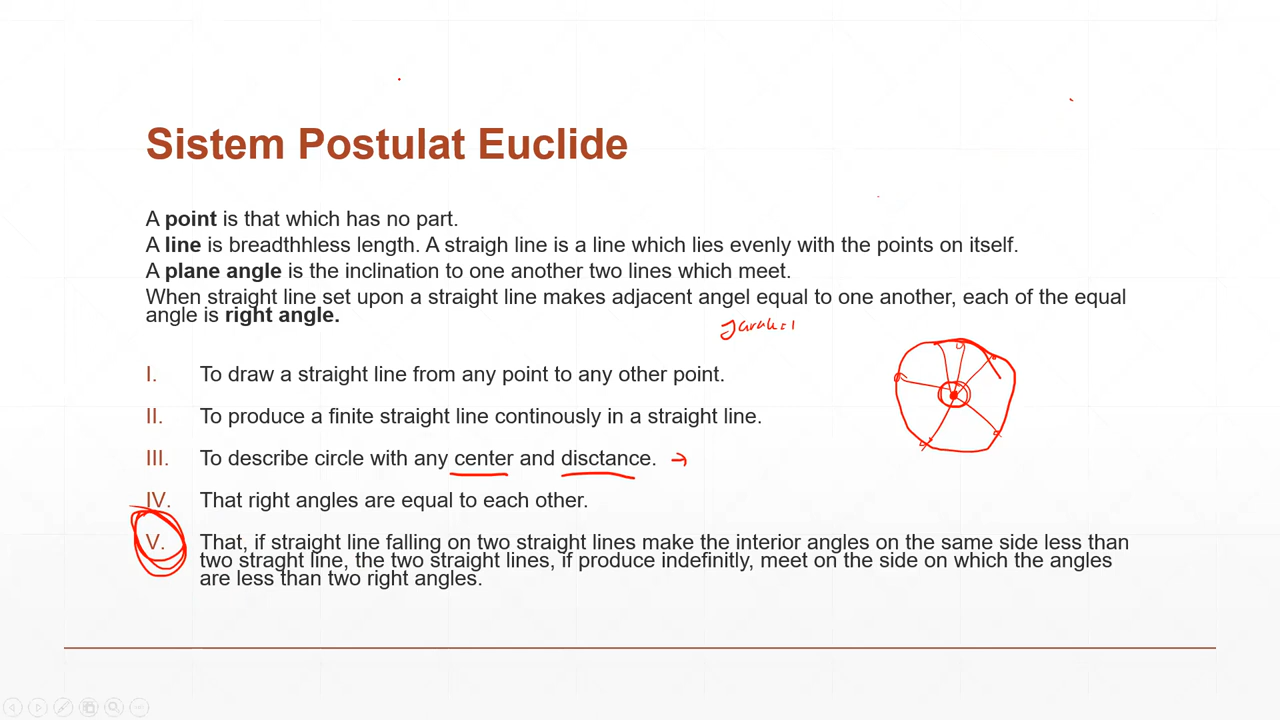 Sistem Postulat Euclide
A point is that which has no part.
A line is breadthhless length. A straigh line is a line which lies evenly with the points on itself.
A plane angle is the inclination to one another two lines which meet.
When straight line set upon a straight line makes adjacent angel equal to one another, each of the equal
angle is right angle.
I. To draw a straight line from any point to any other point.
II. To produce a finite straight line continously in a straight line.
III. To describe circle with any center and disctance.
IV. That right angles are equal to each other.
V. That, if straight line falling on two straight lines make the interior angles on the same side less than
two straght line, the two straight lines, if produce indefinitly, meet on the side on which the angles
are less than two right angles.